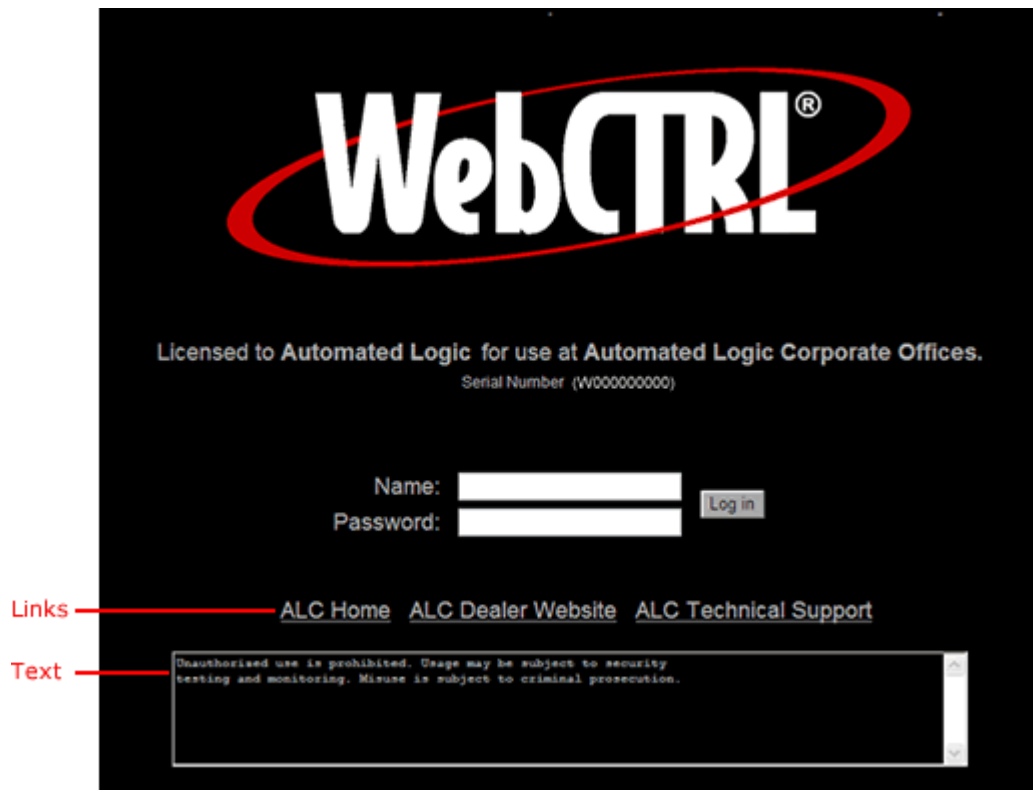 WebCTRL®
Licensed to Automated Logic for use at Automated Logic Corporate Offices.
Serial Number (W000000000)
Name:
Password:
Log in
Links
ALC Home ALC Dealer Website ALC Technical Support
Text
Unauthorized use is prohibited. Usage may be subject to security
testing and monitoring. Misuse is subject to criminal prosecution.